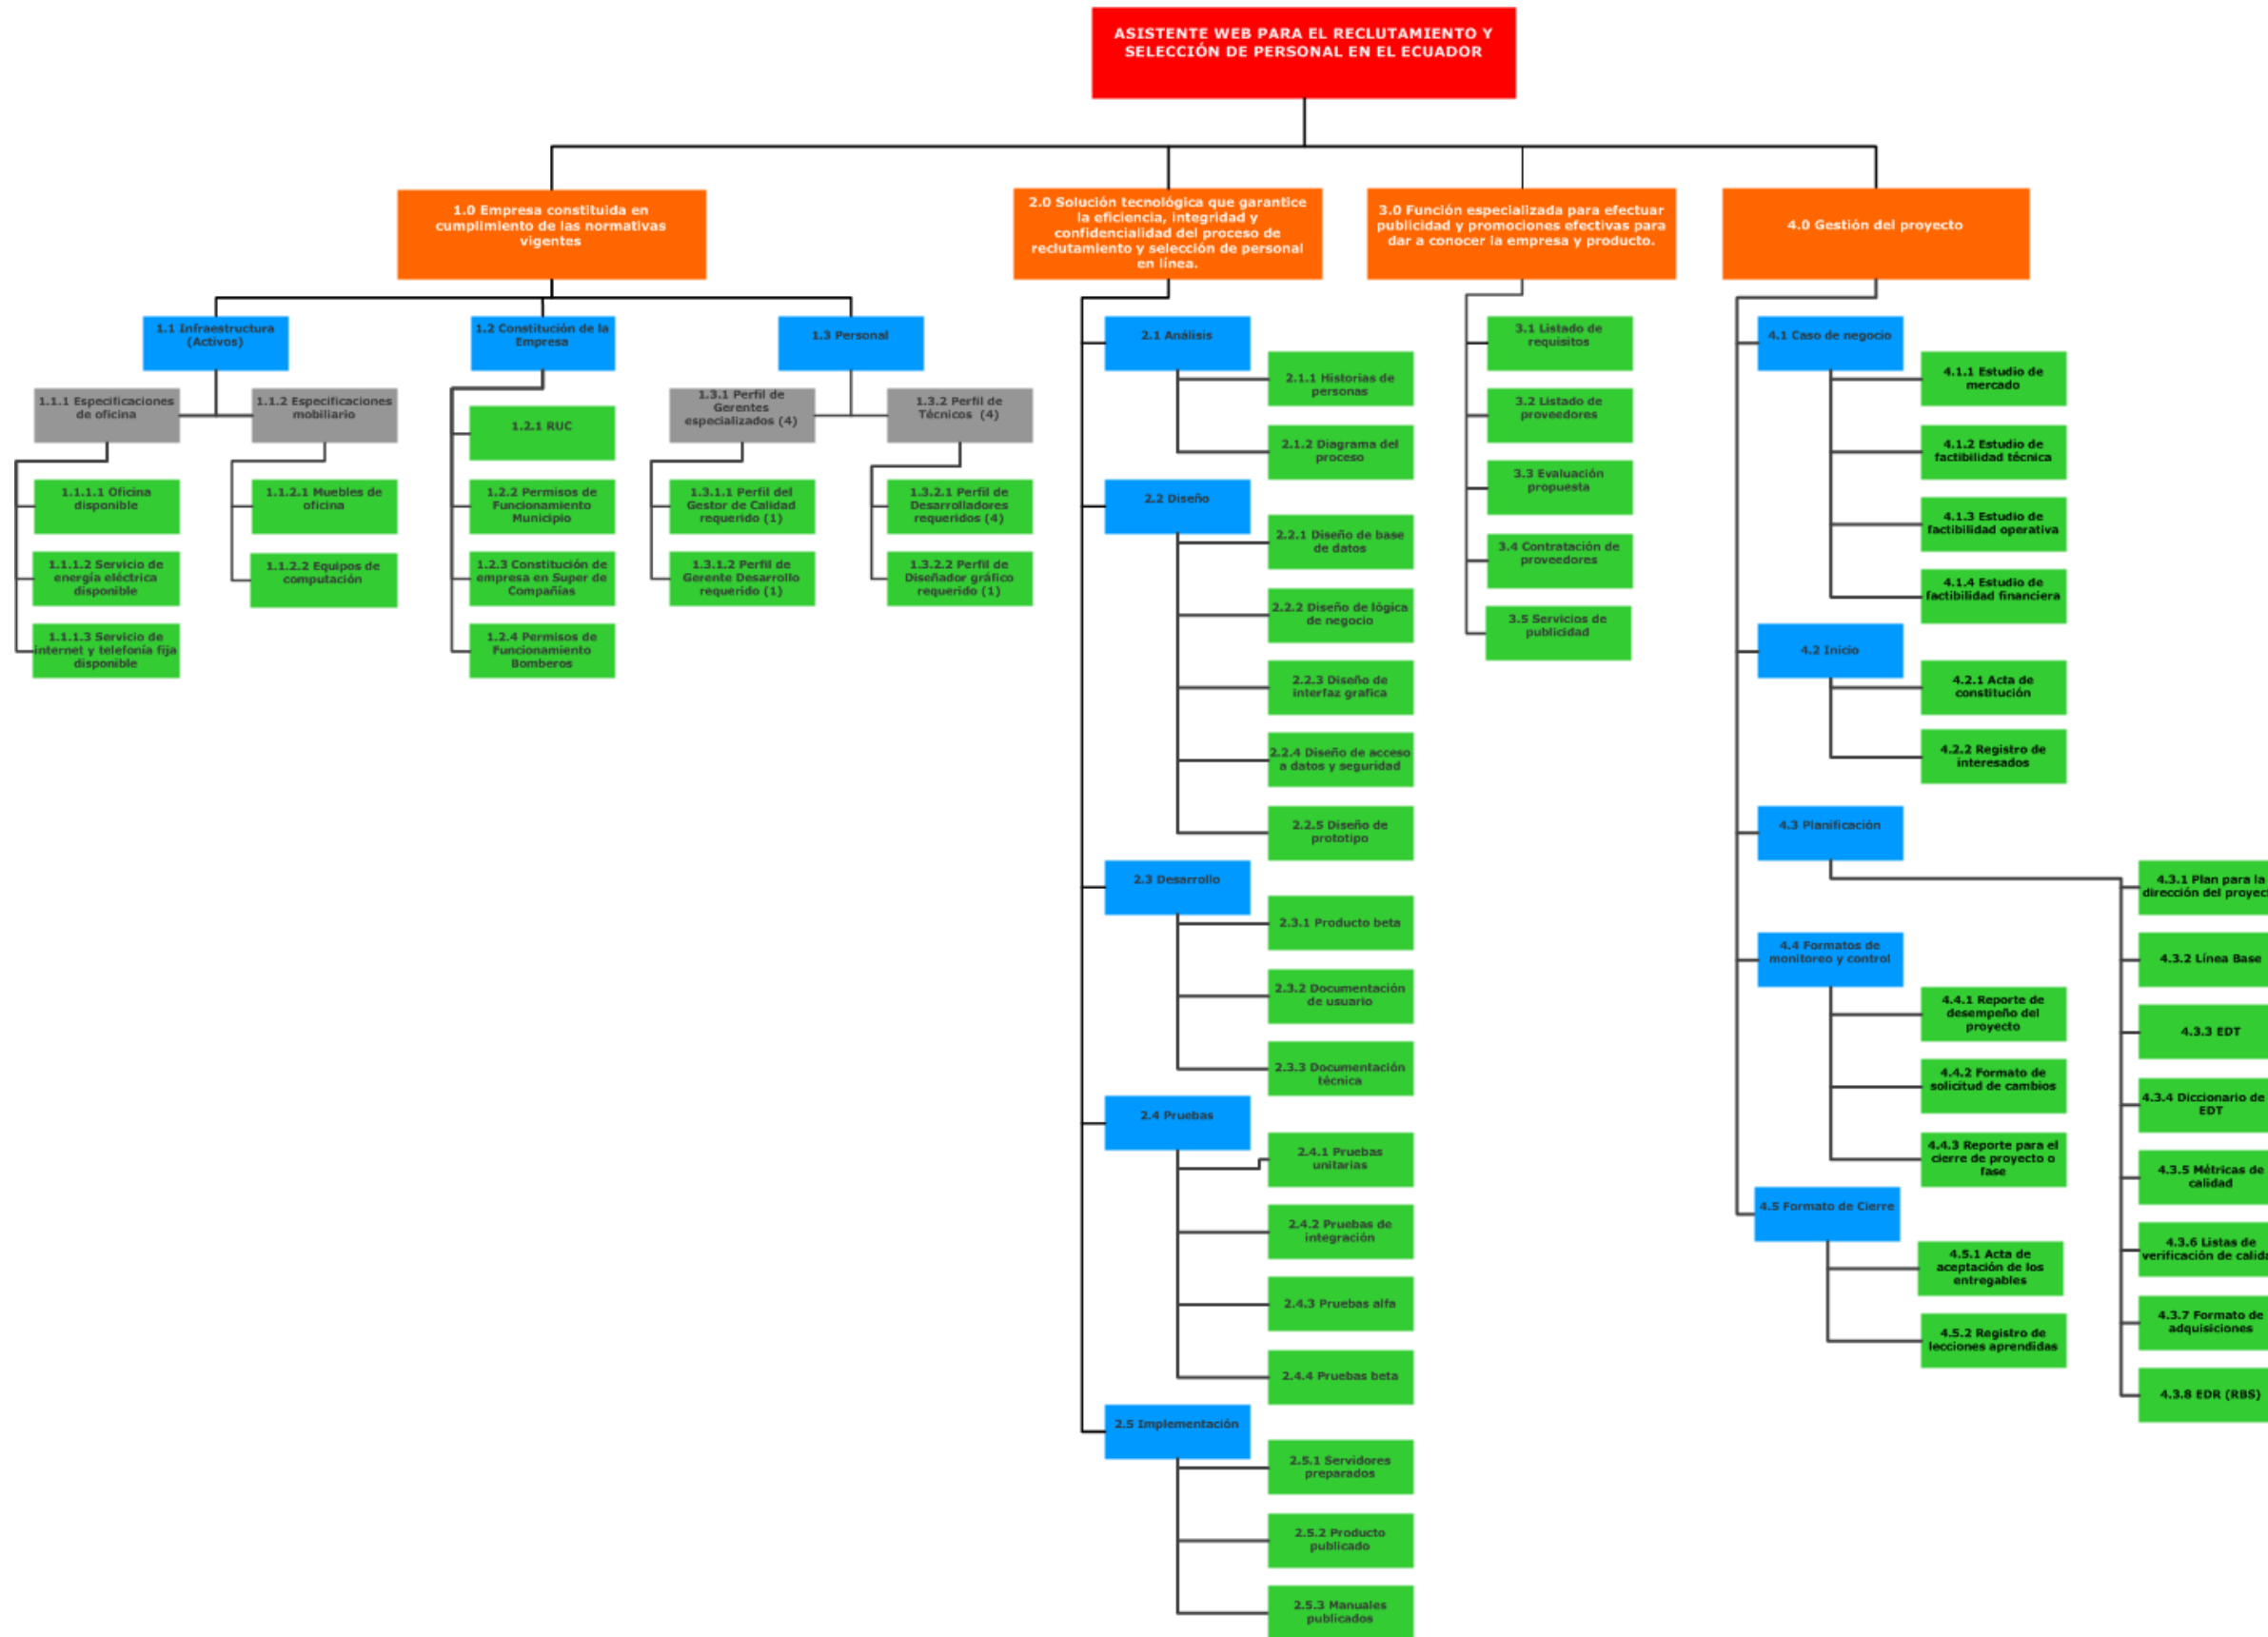 ASISTENTE WEB PARA EL RECLUTAMIENTO Y
SELECCIÓN DE PERSONAL EN EL ECUADOR
1.0 Empresa constituida en
cumplimiento de las normativas
vigentes
1.1 Infraestructura
(Activos)
1.1.1 Especificaciones
de oficina
1.1.1.1 Oficina
disponible
1.1.1.2 Servicio de
energía eléctrica
disponible
1.1.1.3 Servicio de
internet y telefonía fija
disponible
1.1.2 Especificaciones
mobiliario
1.1.2.1 Muebles de
oficina
1.1.2.2 Equipos de
computación
1.2 Constitución de la
Empresa
1.2.1 RUC
1.2.2 Permisos de
Funcionamiento
Municipio
1.2.3 Constitución de
empresa en Super de
Compañías
1.2.4 Permisos de
Funcionamiento
Bomberos
1.3 Personal
1.3.1 Perfil de
Gerentes
especializados (4)
1.3.1.1 Perfil del
Gestor de Calidad
requerido (1)
1.3.1.2 Perfil de
Gerente Desarrollo
requerido (1)
1.3.2 Perfil de
Técnicos (4)
1.3.2.1 Perfil de
Desarrolladores
requeridos (4)
1.3.2.2 Perfil de
Diseñador gráfico
requerido (1)
2.0 Solución tecnológica que garantice
la eficiencia, integridad y
confidencialidad del proceso de
reclutamiento y selección de personal
en línea.
2.1 Análisis
2.1.1 Historias de
personas
2.1.2 Diagrama del
proceso
2.2 Diseño
2.2.1 Diseño de base
de datos
2.2.2 Diseño de lógica
de negocio
2.2.3 Diseño de
interfaz grafica
2.2.4 Diseño de acceso
a datos y seguridad
2.2.5 Diseño de
prototipo
2.3 Desarrollo
2.3.1 Producto beta
2.3.2 Documentación
de usuario
2.3.3 Documentación
técnica
2.4 Pruebas
2.4.1 Pruebas
unitarias
2.4.2 Pruebas de
integración
2.4.3 Pruebas alfa
2.4.4 Pruebas beta
2.5 Implementación
2.5.1 Servidores
preparados
2.5.2 Producto
publicado
2.5.3 Manuales
publicados
3.0 Función especializada para efectuar
publicidad y promociones efectivas para
dar a conocer la empresa y producto.
3.1 Listado de
requisitos
3.2 Listado de
proveedores
3.3 Evaluación
propuesta
3.4 Contratación de
proveedores
3.5 Servicios de
publicidad
4.0 Gestión del proyecto
4.1 Caso de negocio
4.1.1 Estudio de
mercado
4.1.2 Estudio de
factibilidad técnica
4.1.3 Estudio de
factibilidad operativa
4.1.4 Estudio de
factibilidad financiera
4.2 Inicio
4.2.1 Acta de
constitución
4.2.2 Registro de
interesados
4.3 Planificación
4.3.1 Plan para la
dirección del proyect
4.3.2 Línea Base
4.3.3 EDT
4.3.4 Diccionario de
EDT
4.3.5 Métricas de
calidad
4.3.6 Listas de
verificación de calida
4.3.7 Formato de
adquisiciones
4.3.8 EDR (RBS)
4.4 Formatos de
monitoreo y control
4.4.1 Reporte de
desempeño del
proyecto
4.4.2 Formato de
solicitud de cambios
4.4.3 Reporte para el
cierre de proyecto o
fase
4.5 Formato de Cierre
4.5.1 Acta de
aceptación de los
entregables
4.5.2 Registro de
lecciones aprendidas